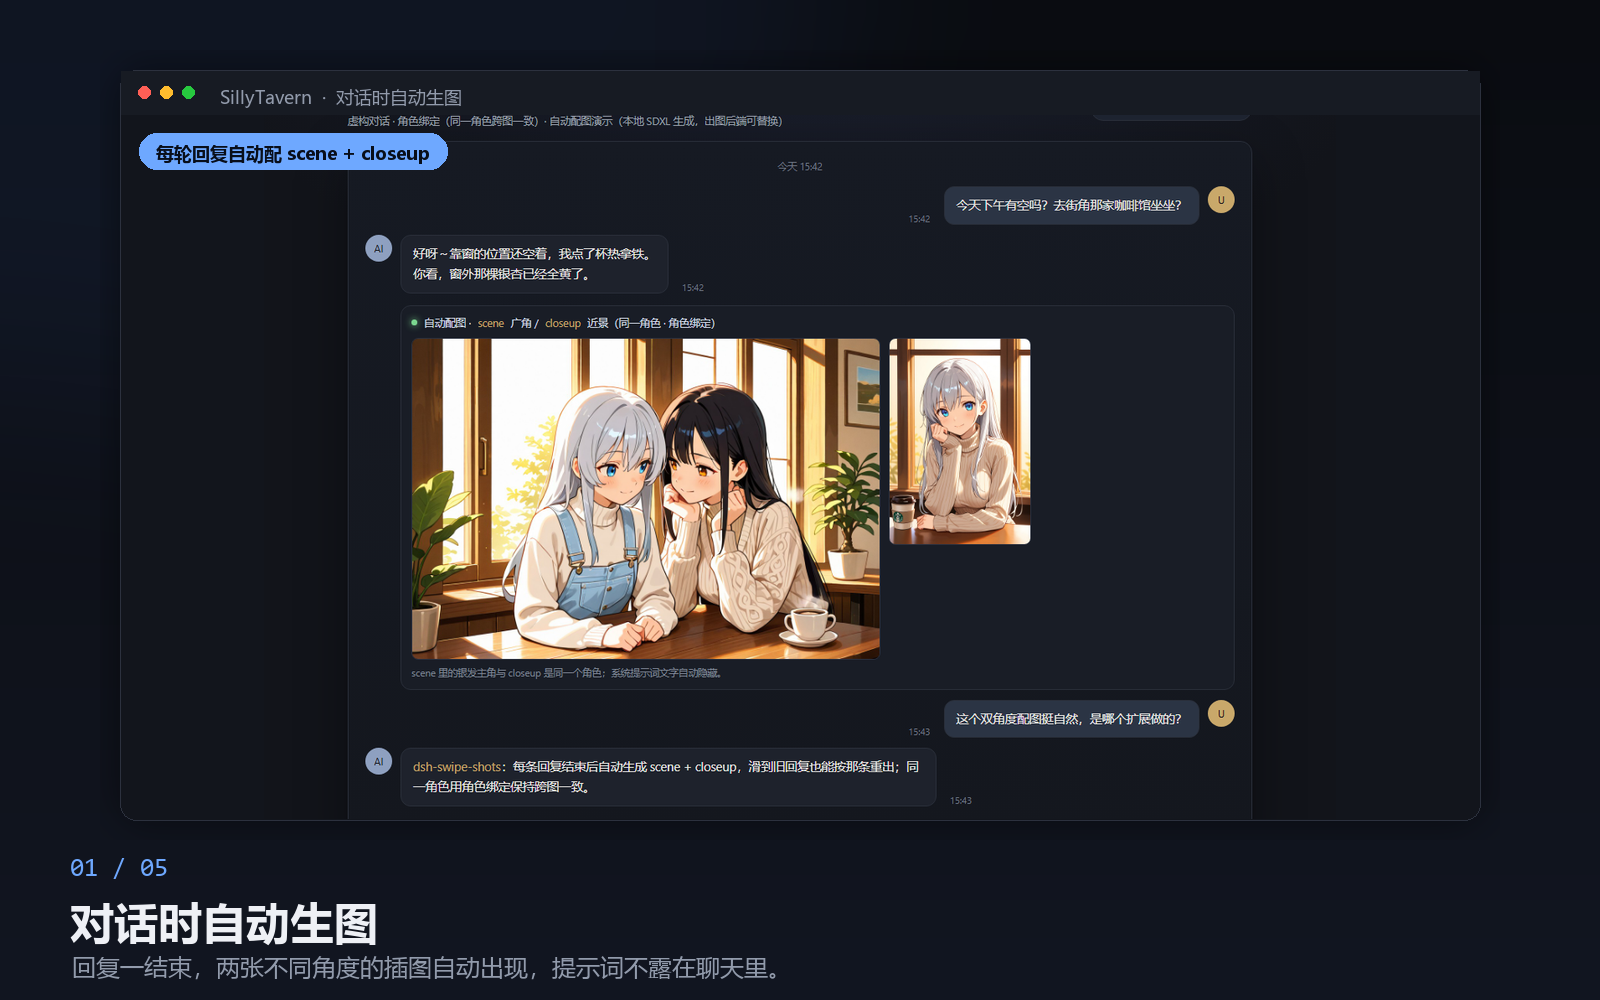 SillyTavern · 对话时自动生图
虚构对话 · 角色绑定（同一角色跨图一致）· 自动配图演示（本地 SDXL 生成，出图后端可替换）
每轮回复自动配 scene + closeup
今天 15:42
今天下午有空吗？去街角那家咖啡馆坐坐？
U
15:42
AI
好呀～靠窗的位置还空着，我点了杯热拿铁。
你看，窗外那棵银杏已经全黄了。
15:42
自动配图 · scene 广角 / closeup 近景（同一角色 · 角色绑定）
scene 里的银发主角与 closeup 是同一个角色；系统提示词文字自动隐藏。
这个双角度配图挺自然，是哪个扩展做的？
U
15:43
AI
dsh-swipe-shots：每条回复结束后自动生成 scene + closeup，滑到旧回复也能按那条重出；同
一角色用角色绑定保持跨图一致。
15:43
01 / 05
对话时自动生图
回复一结束，两张不同角度的插图自动出现，提示词不露在聊天里。